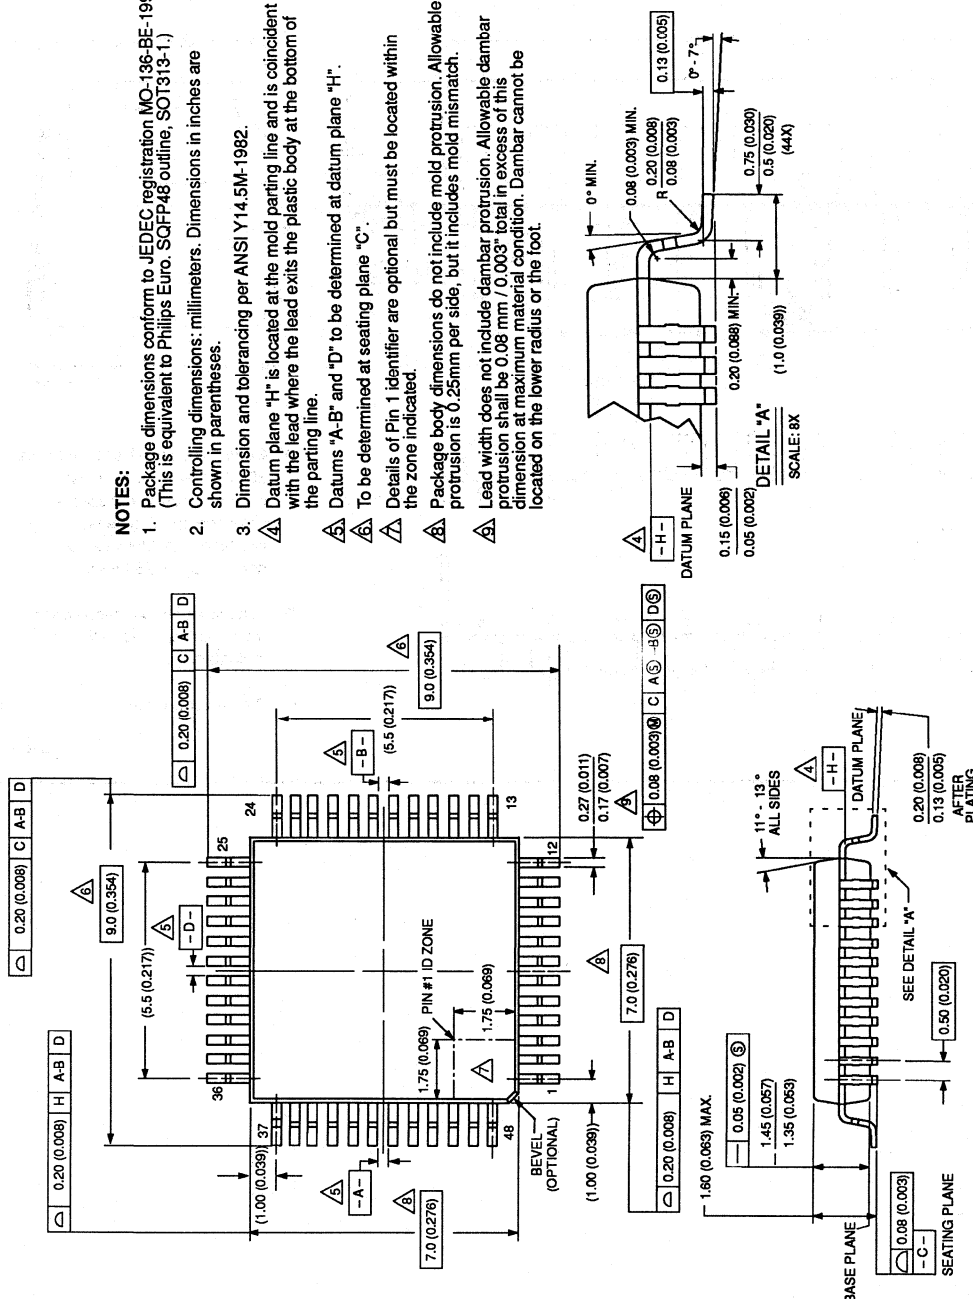 NOTES:
1. Package dimensions conform to JEDEC registration MO-136-BE-199
(This is equivalent to Philips Euro. SQFP48 outline, SOT313-1.)
2. Controlling dimensions: millimeters. Dimensions in inches are
shown in parentheses.
3. Dimension and tolerancing per ANSI Y14.5M-1982.
4 Datum plane "H" is located at the mold parting line and is coincident
with the lead where the lead exits the plastic body at the bottom of
the parting line.
5. Datums "A-B" and "D" to be determined at datum plane "H".
6. To be determined at seating plane "C".
7 Details of Pin 1 identifier are optional but must be located within
the zone indicated.
8. Package body dimensions do not include mold protrusion. Allowable
protrusion is 0.25mm per side, but it includes mold mismatch.
9. Lead width does not include dambar protrusion. Allowable dambar
protrusion shall be 0.08 mm / 0.003" total in excess of this
dimension at maximum material condition. Dambar cannot be
located on the lower radius or the foot.
0.20 (0.008) H A-B D
0.20 (0.008) C A-B D
0.20 (0.008) C A-B D
6
9.0 (0.354)
(5.5 (0.217))
5
-D-
36
25
37
24
(1.00 (0.039))
5
-A-
8
7.0 (0.276)
48
13
BEVEL
(OPTIONAL)
1
12
PIN #1 ID ZONE
1.75 (0.069)
1.75 (0.069)
7
5
-B-
(5.5 (0.217))
6
9.0 (0.354)
0.27 (0.011)
0.17 (0.007)
9
0.08 (0.003) M C A S -B S D S
(1.00 (0.039))
8
7.0 (0.276)
0.20 (0.008) H A-B D
0.05 (0.002) S
1.45 (0.057)
1.35 (0.053)
1.60 (0.063) MAX.
BASE PLANE
0.08 (0.003)
-C-
SEATING PLANE
0.50 (0.020)
SEE DETAIL "A"
11° - 13°
ALL SIDES
4
-H-
DATUM PLANE
0.20 (0.008)
0.13 (0.005)
AFTER
PLATING
4
-H-
DATUM PLANE
0.15 (0.006)
0.05 (0.002)
DETAIL "A"
SCALE: 8X
0.20 (0.088) MIN.
(1.0 (0.039))
0° MIN.
0.08 (0.003) MIN.
R 0.20 (0.008)
0.08 (0.003)
0.13 (0.005)
0° - 7°
0.75 (0.030)
0.5 (0.020)
(44X)